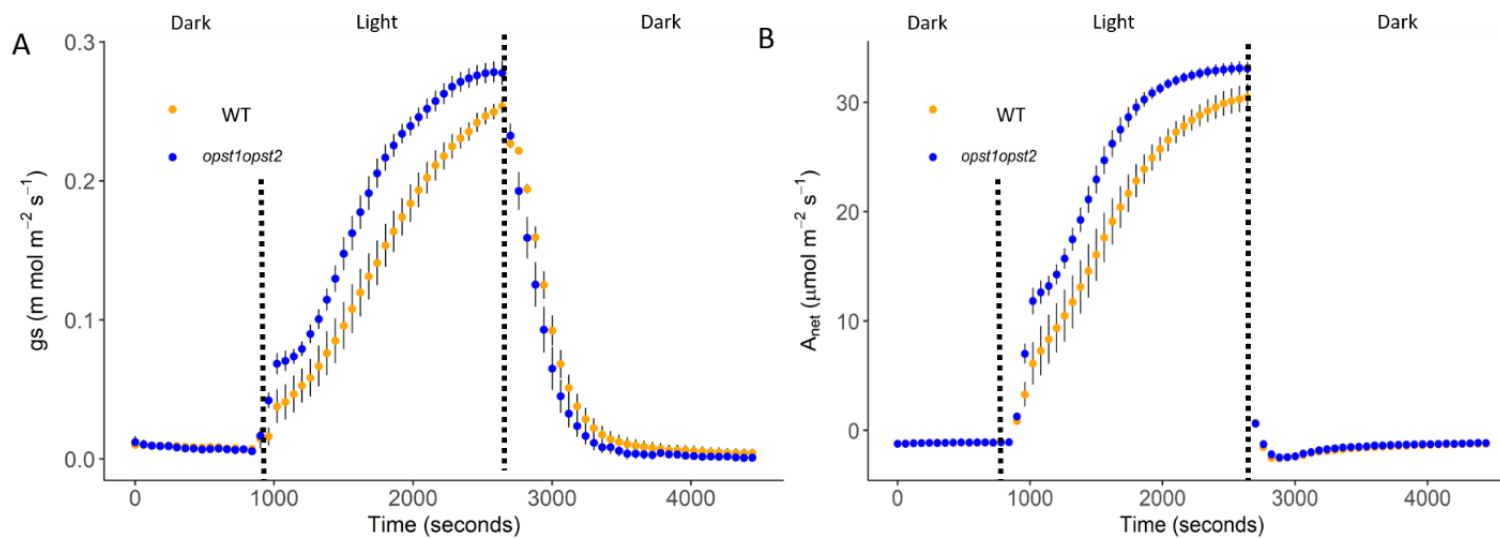 A
Dark Light Dark
0.3
0.2
0.1
0.0
gs (m mol m⁻² s⁻¹)
WT
opst1opst2
0 1000 2000 3000 4000
Time (seconds)
B
Dark Light Dark
30
20
10
0
Anet (μmol m⁻² s⁻¹)
WT
opst1opst2
0 1000 2000 3000 4000
Time (seconds)